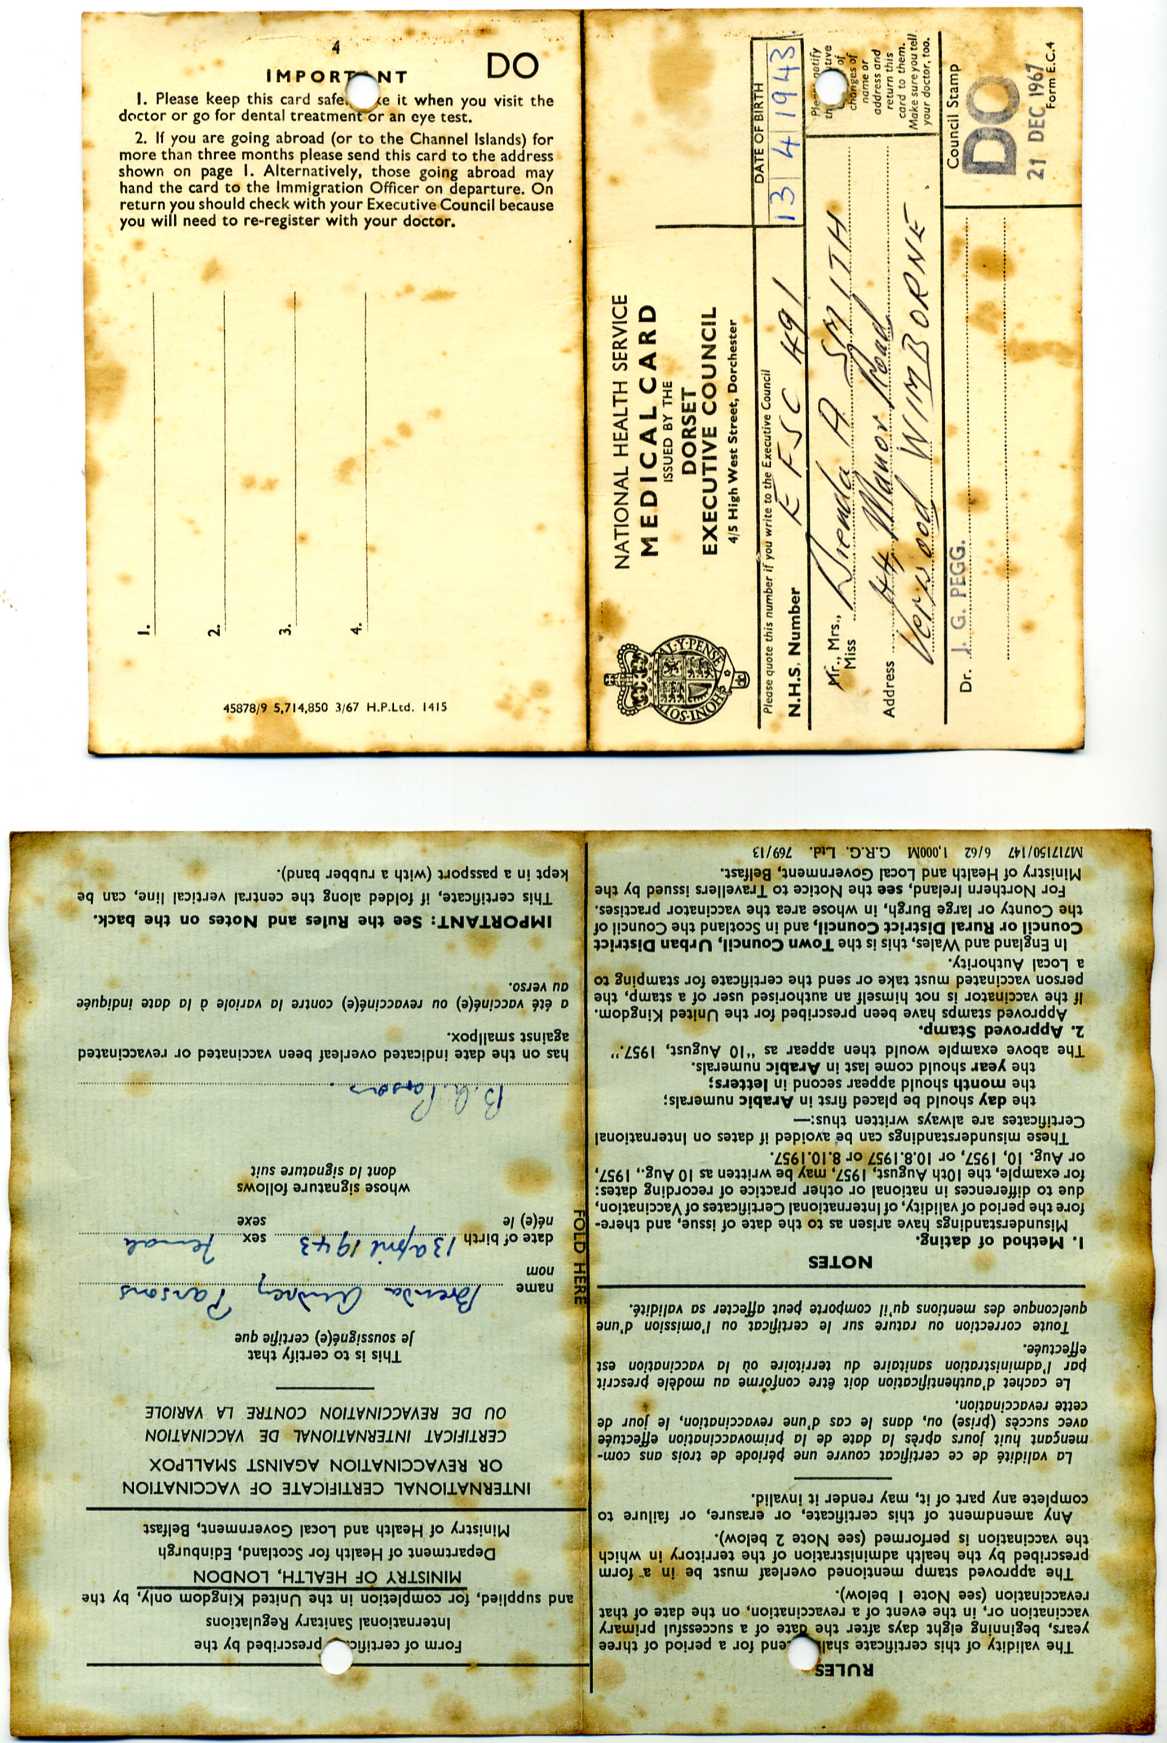 4
DO
IMPORTANT
1. Please keep this card safe. ke it when you visit the
doctor or go for dental treatment or an eye test.
2. If you are going abroad (or to the Channel Islands) for
more than three months please send this card to the address
shown on page 1. Alternatively, those going abroad may
hand the card to the Immigration Officer on departure. On
return you should check with your Executive Council because
you will need to re-register with your doctor.
1.
2.
3.
4.
45878/9 5,714,850 3/67 H.P.Ltd. 1415
NATIONAL HEALTH SERVICE
MEDICAL CARD
ISSUED BY THE
DORSET
EXECUTIVE COUNCIL
4/5 High West Street, Dorchester
HONI·SOIT
AL·Y·PENSE
DATE OF BIRTH
13 4 1943
Please quote this number if you write to the Executive Council
N.H.S. Number EFSC 491
Please notify
of
changes of
name or
address and
return this
card to them.
Make sure you tell
your doctor, too.
Mr., Mrs.,
Miss Brenda A SMITH
Address 44 Manor Road
Verwood WIMBORNE.
Council Stamp
DO
21 DEC 1967
Form E.C.4
Dr. J. G. PEGG.
Form of certificate prescribed by the
International Sanitary Regulations
and supplied, for completion in the United Kingdom only, by the
MINISTRY OF HEALTH, LONDON
Department of Health for Scotland, Edinburgh
Ministry of Health and Local Government, Belfast
INTERNATIONAL CERTIFICATE OF VACCINATION
OR REVACCINATION AGAINST SMALLPOX
CERTIFICAT INTERNATIONAL DE VACCINATION
OU DE REVACCINATION CONTRE LA VARIOLE
This is to certify that
je soussigné(e) certifie que
name Brenda Audrey Parsons
nom
date of birth 13 April 1943 sex Female
né(e) le sexe
whose signature follows
dont la signature suit
B. A. Parsons.
has on the date indicated overleaf been vaccinated or revaccinated
against smallpox.
a été vacciné(e) ou revacciné(e) contre la variole à la date indiquée
au verso.
IMPORTANT: See the Rules and Notes on the back.
This certificate, if folded along the central vertical line, can be
kept in a passport (with a rubber band).
FOLD HERE
RULES
The validity of this certificate shall extend for a period of three
years, beginning eight days after the date of a successful primary
vaccination or, in the event of a revaccination, on the date of that
revaccination (see Note 1 below).
The approved stamp mentioned overleaf must be in a form
prescribed by the health administration of the territory in which
the vaccination is performed (see Note 2 below).
Any amendment of this certificate, or erasure, or failure to
complete any part of it, may render it invalid.
La validité de ce certificat couvre une période de trois ans com-
mençant huit jours après la date de la primovaccination effectuée
avec succès (prise) ou, dans le cas d'une revaccination, le jour de
cette revaccination.
Le cachet d'authentification doit être conforme au modèle prescrit
par l'administration sanitaire du territoire où la vaccination est
effectuée.
Toute correction ou rature sur le certificat ou l'omission d'une
quelconque des mentions qu'il comporte peut affecter sa validité.
NOTES
1. Method of dating.
Misunderstandings have arisen as to the date of issue, and there-
fore the period of validity, of International Certificates of Vaccination,
due to differences in national or other practice of recording dates:
for example, the 10th August, 1957, may be written as 10 Aug., 1957,
or Aug. 10, 1957, or 10.8.1957 or 8.10.1957.
These misunderstandings can be avoided if dates on International
Certificates are always written thus:—
the day should be placed first in Arabic numerals;
the month should appear second in letters;
the year should come last in Arabic numerals.
The above example would then appear as "10 August, 1957."
2. Approved Stamp.
Approved stamps have been prescribed for the United Kingdom.
If the vaccinator is not himself an authorised user of a stamp, the
person vaccinated must take or send the certificate for stamping to
a Local Authority.
In England and Wales, this is the Town Council, Urban District
Council or Rural District Council, and in Scotland the Council of
the County or large Burgh, in whose area the vaccinator practises.
For Northern Ireland, see the Notice to Travellers issued by the
Ministry of Health and Local Government, Belfast.
M717150/147 6/62 1,000M G.R.G. Ltd. 769/13